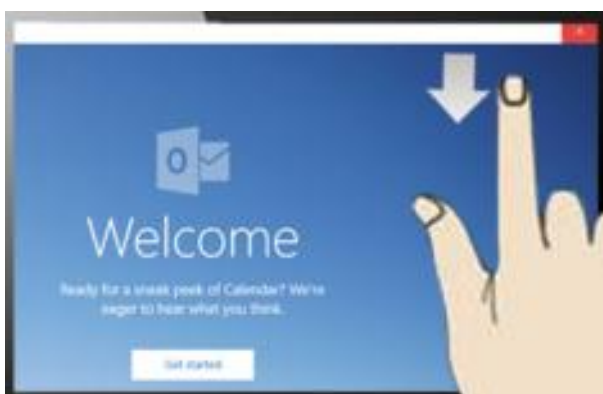 O
Welcome
Ready for a sneak peek of Calendar? We're
eager to hear what you think.
Get started